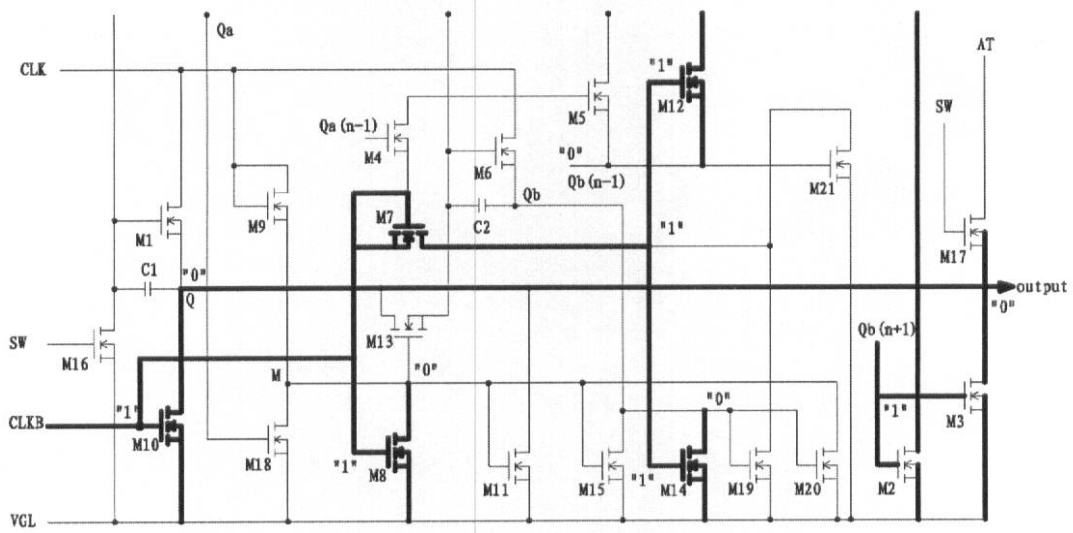 Qa
AT
CLK
"1"
M12
SW
M5
Qa(n-1)
M4
M6
"0"
Qb(n-1)
M21
Qb
M9
M7
C2
M1
"1"
M17
C1
"0"
Q
output
"0"
M13
Qb(n+1)
SW
M16
M
"0"
"0"
"1"
CLKB
"1"
M10
M3
M18
"1"
M8
M11
M15
"1"
M14
M19
M20
M2
VGL